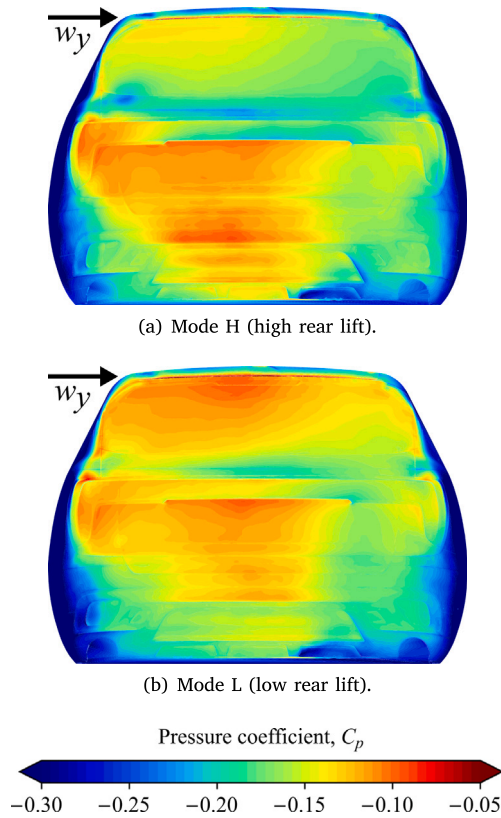 w_y
(a) Mode H (high rear lift).
w_y
(b) Mode L (low rear lift).
Pressure coefficient, C_p
−0.30 −0.25 −0.20 −0.15 −0.10 −0.05